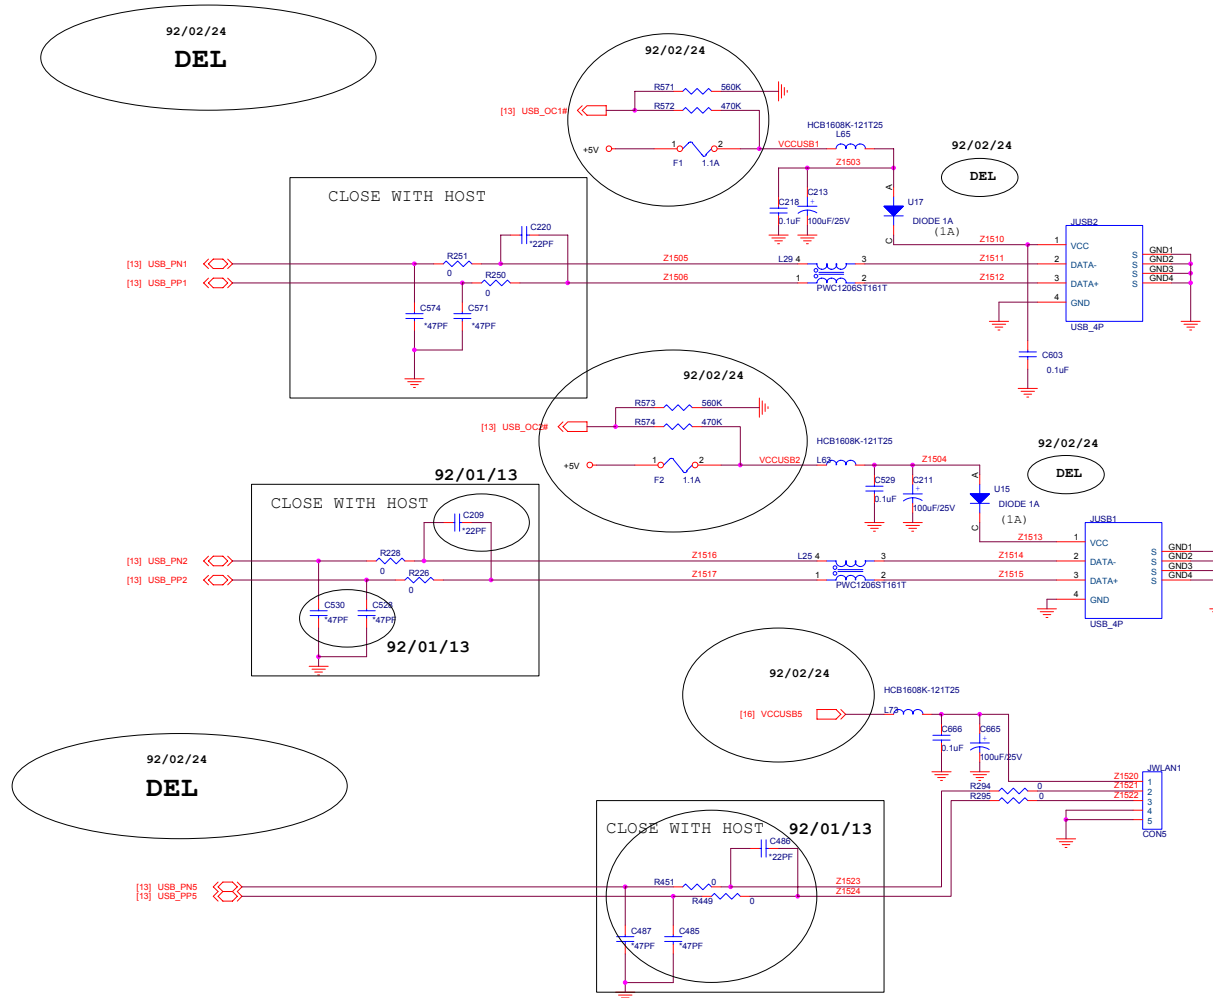 92/02/24
DEL
92/02/24
R571 560K
R572 470K
[13] USB_OC1#
+5V 1 2 VCCUSB1
F1 1.1A
HCB1608K-121T25
L65
Z1503
92/02/24
DEL
C218
0.1uF
C213
+
100uF/25V
A
U17
DIODE 1A
(1A)
C
CLOSE WITH HOST
C220
*22PF
[13] USB_PN1
R251
0
Z1505
L29 4 3
Z1511
[13] USB_PP1
R250
0
Z1506
1 2
Z1512
PWC1206ST161T
C574
*47PF
C571
*47PF
Z1510
JUSB2
1 VCC
2 DATA-
3 DATA+
4 GND
S GND1
S GND2
S GND3
S GND4
USB_4P
C603
0.1uF
92/02/24
R573 560K
R574 470K
[13] USB_OC2#
+5V 1 2 VCCUSB2
F2 1.1A
HCB1608K-121T25
L63
Z1504
92/02/24
DEL
C529
0.1uF
C211
+
100uF/25V
A
U15
DIODE 1A
(1A)
C
92/01/13
CLOSE WITH HOST
C209
*22PF
[13] USB_PN2
R228
0
Z1516
L25 4 3
Z1514
[13] USB_PP2
R226
0
Z1517
1 2
Z1515
PWC1206ST161T
C530
*47PF
C528
*47PF
92/01/13
Z1513
JUSB1
1 VCC
2 DATA-
3 DATA+
4 GND
S GND1
S GND2
S GND3
S GND4
USB_4P
92/02/24
[16] VCCUSB5
HCB1608K-121T25
L73
C666
0.1uF
C665
+
100uF/25V
92/02/24
DEL
JWLAN1
Z1520 1
R294 0 Z1521 2
R295 0 Z1522 3
4
5
CON5
CLOSE WITH HOST 92/01/13
C486
*22PF
[13] USB_PN5
R451 0
Z1523
[13] USB_PP5
R449 0
Z1524
C487
*47PF
C485
*47PF